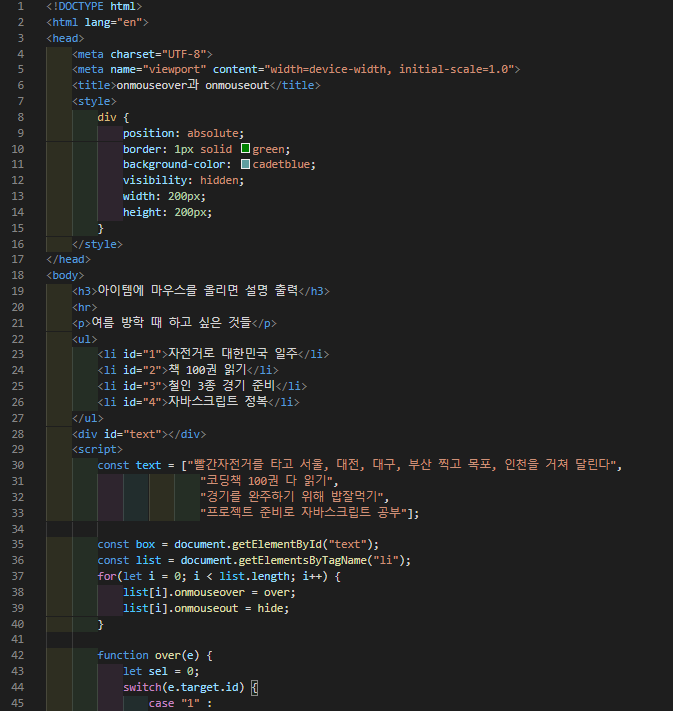 1 <!DOCTYPE html>
2 <html lang="en">
3 <head>
4 <meta charset="UTF-8">
5 <meta name="viewport" content="width=device-width, initial-scale=1.0">
6 <title>onmouseover과 onmouseout</title>
7 <style>
8 div {
9 position: absolute;
10 border: 1px solid green;
11 background-color: cadetblue;
12 visibility: hidden;
13 width: 200px;
14 height: 200px;
15 }
16 </style>
17 </head>
18 <body>
19 <h3>아이템에 마우스를 올리면 설명 출력</h3>
20 <hr>
21 <p>여름 방학 때 하고 싶은 것들</p>
22 <ul>
23 <li id="1">자전거로 대한민국 일주</li>
24 <li id="2">책 100권 읽기</li>
25 <li id="3">철인 3종 경기 준비</li>
26 <li id="4">자바스크립트 정복</li>
27 </ul>
28 <div id="text"></div>
29 <script>
30 const text = ["빨간자전거를 타고 서울, 대전, 대구, 부산 찍고 목포, 인천을 거쳐 달린다",
31 "코딩책 100권 다 읽기",
32 "경기를 완주하기 위해 밥잘먹기",
33 "프로젝트 준비로 자바스크립트 공부"];
34
35 const box = document.getElementById("text");
36 const list = document.getElementsByTagName("li");
37 for(let i = 0; i < list.length; i++) {
38 list[i].onmouseover = over;
39 list[i].onmouseout = hide;
40 }
41
42 function over(e) {
43 let sel = 0;
44 switch(e.target.id) {
45 case "1" :